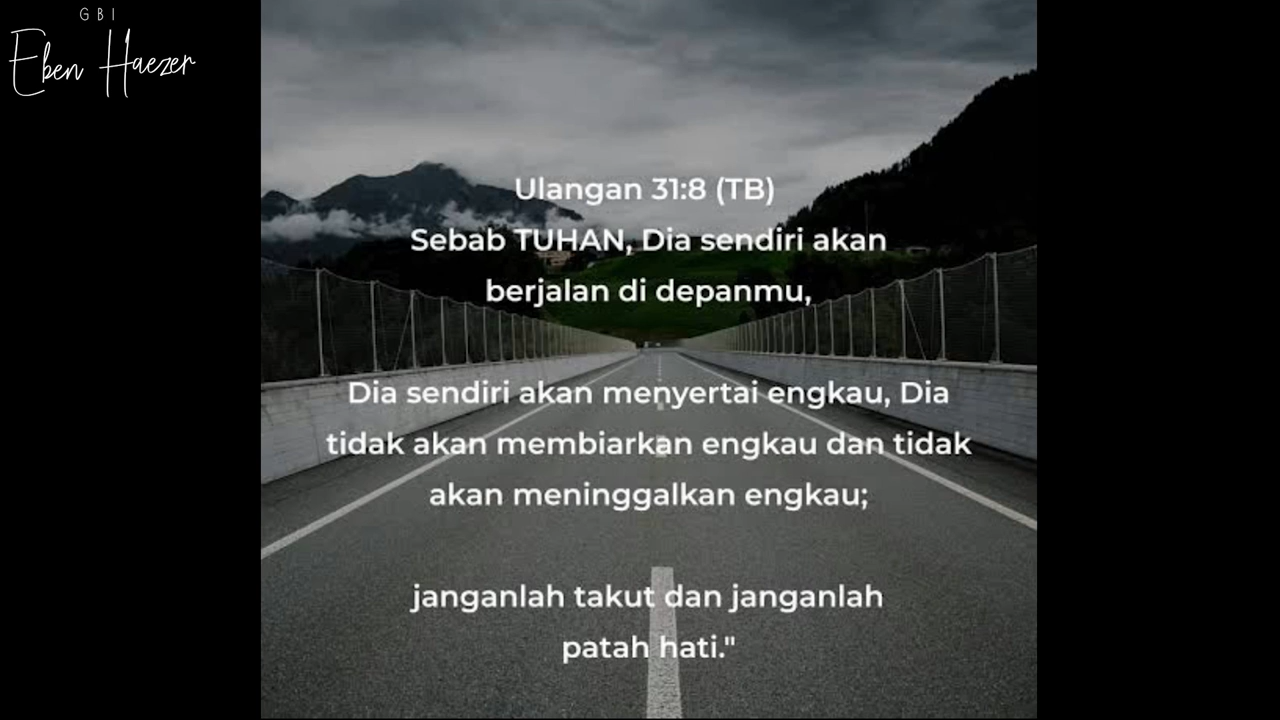 GBI
Eben Haezer
Ulangan 31:8 (TB)
Sebab TUHAN, Dia sendiri akan
berjalan di depanmu,
Dia sendiri akan menyertai engkau, Dia
tidak akan membiarkan engkau dan tidak
akan meninggalkan engkau;
janganlah takut dan janganlah
patah hati."